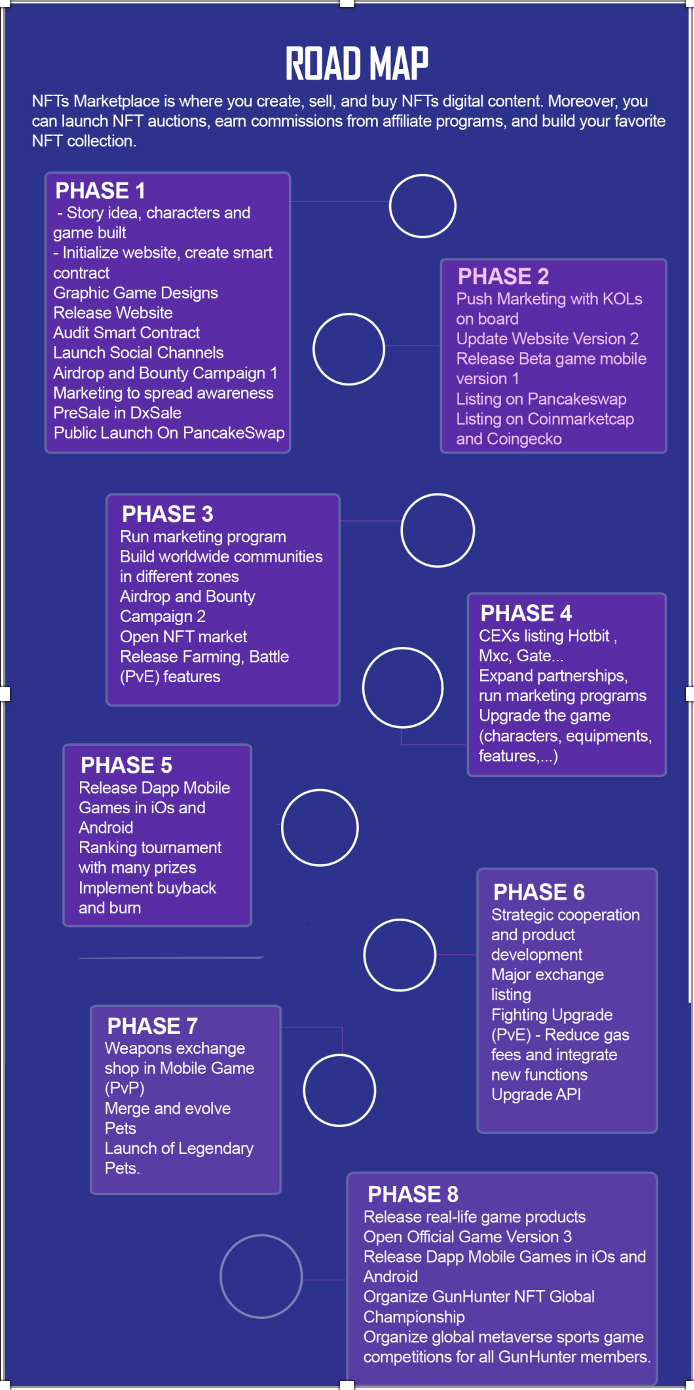 ROAD MAP
NFTs Marketplace is where you create, sell, and buy NFTs digital content. Moreover, you
can launch NFT auctions, earn commissions from affiliate programs, and build your favorite
NFT collection.
PHASE 1
- Story idea, characters and
game built
- Initialize website, create smart
contract
Graphic Game Designs
Release Website
Audit Smart Contract
Launch Social Channels
Airdrop and Bounty Campaign 1
Marketing to spread awareness
PreSale in DxSale
Public Launch On PancakeSwap
PHASE 2
Push Marketing with KOLs
on board
Update Website Version 2
Release Beta game mobile
version 1
Listing on Pancakeswap
Listing on Coinmarketcap
and Coingecko
PHASE 3
Run marketing program
Build worldwide communities
in different zones
Airdrop and Bounty
Campaign 2
Open NFT market
Release Farming, Battle
(PvE) features
PHASE 4
CEXs listing Hotbit ,
Mxc, Gate...
Expand partnerships,
run marketing programs
Upgrade the game
(characters, equipments,
features,...)
PHASE 5
Release Dapp Mobile
Games in iOs and
Android
Ranking tournament
with many prizes
Implement buyback
and burn
PHASE 6
Strategic cooperation
and product
development
Major exchange
listing
Fighting Upgrade
(PvE) - Reduce gas
fees and integrate
new functions
Upgrade API
PHASE 7
Weapons exchange
shop in Mobile Game
(PvP)
Merge and evolve
Pets
Launch of Legendary
Pets.
PHASE 8
Release real-life game products
Open Official Game Version 3
Release Dapp Mobile Games in iOs and
Android
Organize GunHunter NFT Global
Championship
Organize global metaverse sports game
competitions for all GunHunter members.